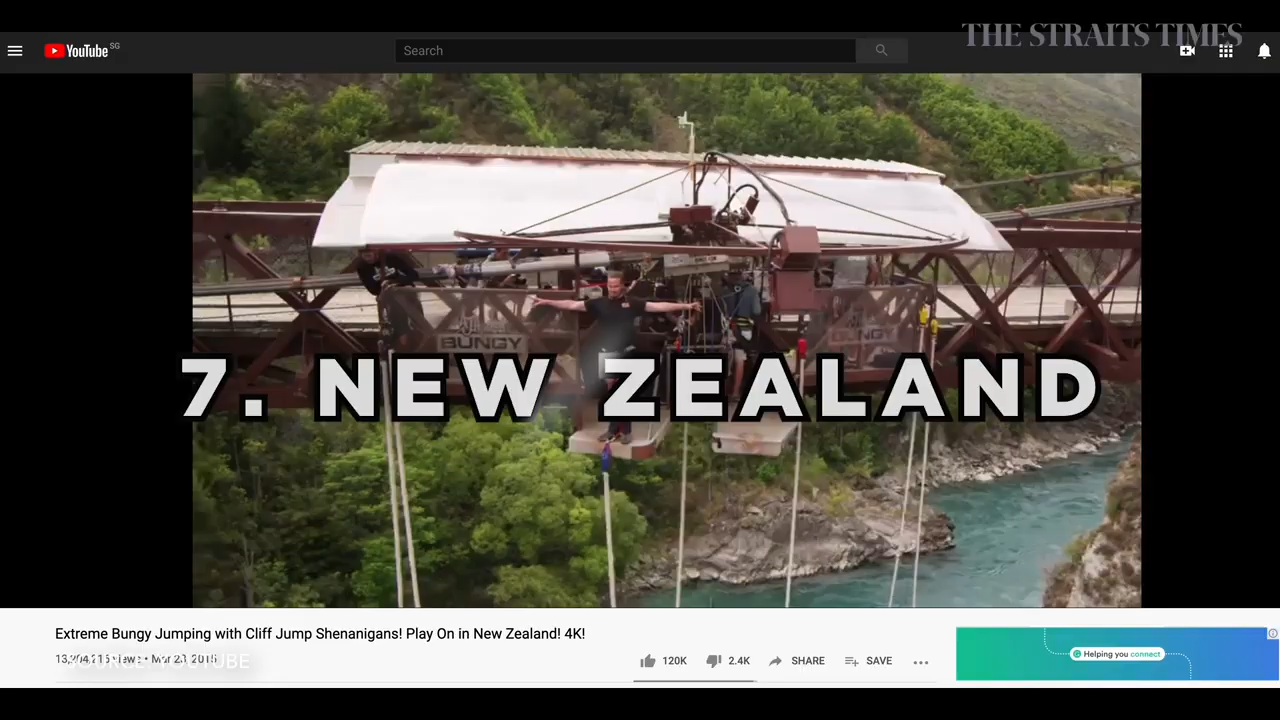 THE STRAITS TIMES
YouTube SG
Search
BUNGY
7. NEW ZEALAND
Extreme Bungy Jumping with Cliff Jump Shenanigans! Play On in New Zealand! 4K!
120K
2.4K
SHARE
SAVE
Helping you connect